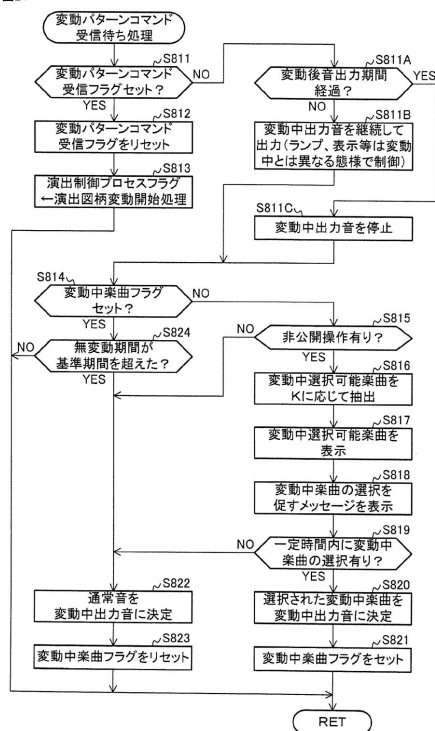 変動パターンコマンド
受信待ち処理
S811
変動パターンコマンド
受信フラグセット？
NO
YES
S812
変動パターンコマンド
受信フラグをリセット
S813
演出制御プロセスフラグ
←演出図柄変動開始処理
S811A
変動後音出力期間
経過？
YES
NO
S811B
変動中出力音を継続して
出力(ランプ、表示等は変動
中とは異なる態様で制御)
S811C
変動中出力音を停止
S814
変動中楽曲フラグ
セット？
NO
YES
S824
NO
無変動期間が
基準期間を超えた？
YES
S815
NO
非公開操作有り？
YES
S816
変動中選択可能楽曲を
Kに応じて抽出
S817
変動中選択可能楽曲を
表示
S818
変動中楽曲の選択を
促すメッセージを表示
S819
NO
一定時間内に変動中
楽曲の選択有り？
YES
S822
通常音を
変動中出力音に決定
S823
変動中楽曲フラグをリセット
S820
選択された変動中楽曲を
変動中出力音に決定
S821
変動中楽曲フラグをセット
RET